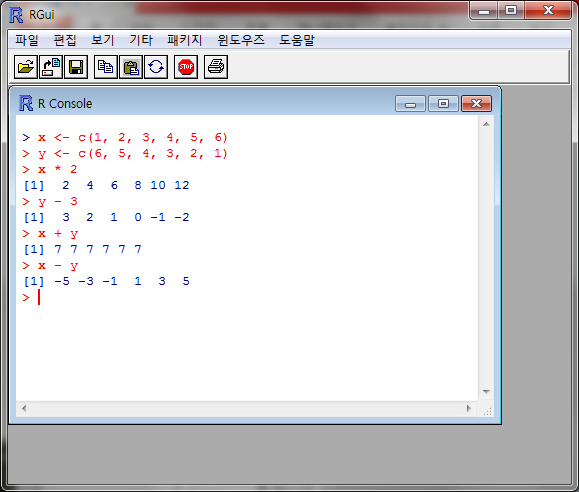 RGui
파일 편집 보기 기타 패키지 윈도우즈 도움말
STOP
R Console
> x <- c(1, 2, 3, 4, 5, 6)
> y <- c(6, 5, 4, 3, 2, 1)
> x * 2
[1]  2  4  6  8 10 12
> y - 3
[1]  3  2  1  0 -1 -2
> x + y
[1] 7 7 7 7 7 7
> x - y
[1] -5 -3 -1  1  3  5
>